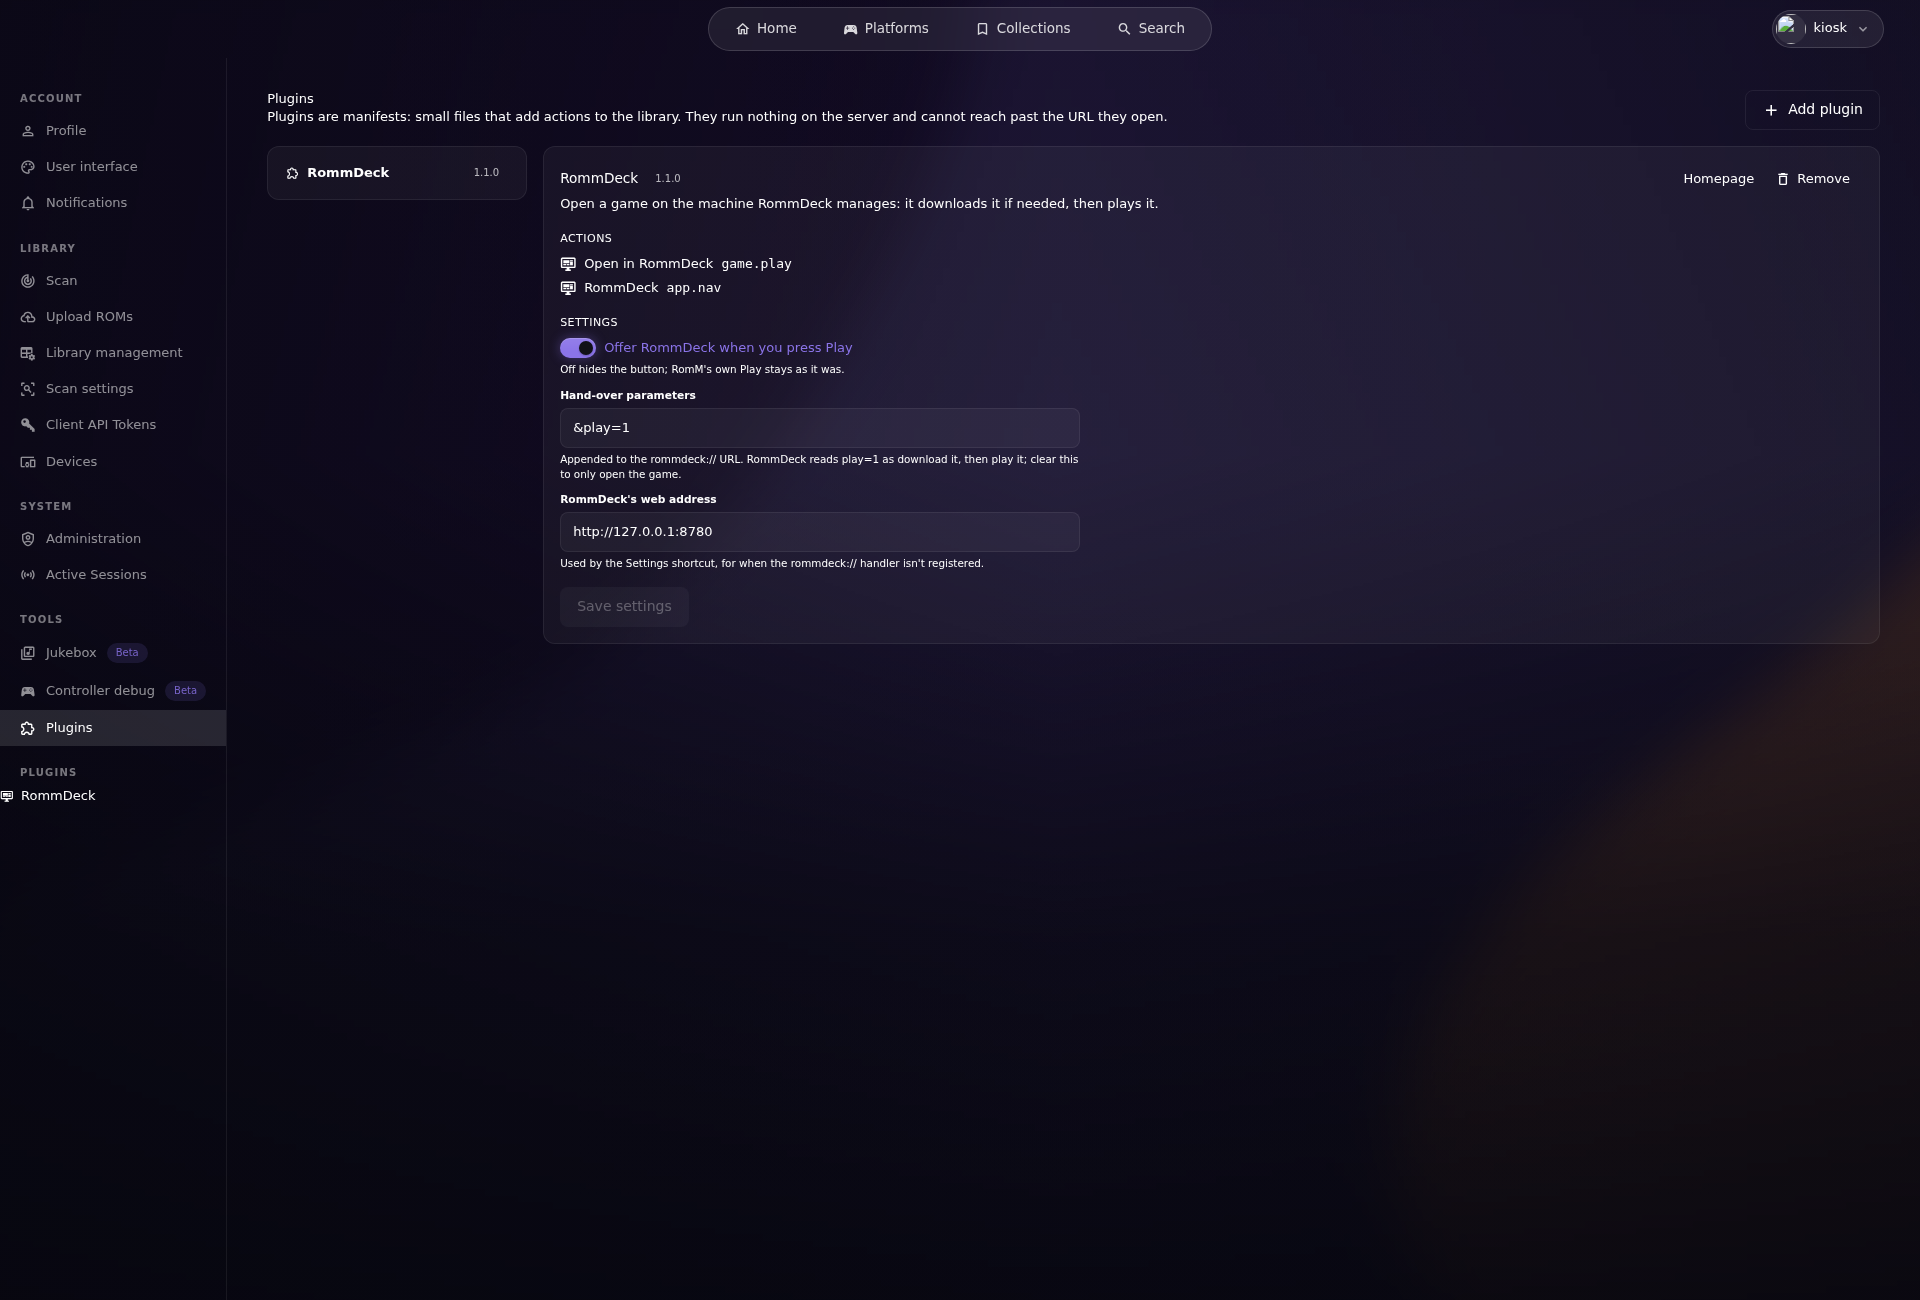 Home
Platforms
Collections
Search
kiosk
ACCOUNT
Profile
User interface
Notifications
LIBRARY
Scan
Upload ROMs
Library management
Scan settings
Client API Tokens
Devices
SYSTEM
Administration
Active Sessions
TOOLS
Jukebox Beta
Controller debug Beta
Plugins
PLUGINS
RommDeck
Plugins
Plugins are manifests: small files that add actions to the library. They run nothing on the server and cannot reach past the URL they open.
Add plugin
RommDeck 1.1.0
RommDeck 1.1.0
Homepage
Remove
Open a game on the machine RommDeck manages: it downloads it if needed, then plays it.
ACTIONS
Open in RommDeck game.play
RommDeck app.nav
SETTINGS
Offer RommDeck when you press Play
Off hides the button; RomM's own Play stays as it was.
Hand-over parameters
&play=1
Appended to the rommdeck:// URL. RommDeck reads play=1 as download it, then play it; clear this
to only open the game.
RommDeck's web address
http://127.0.0.1:8780
Used by the Settings shortcut, for when the rommdeck:// handler isn't registered.
Save settings